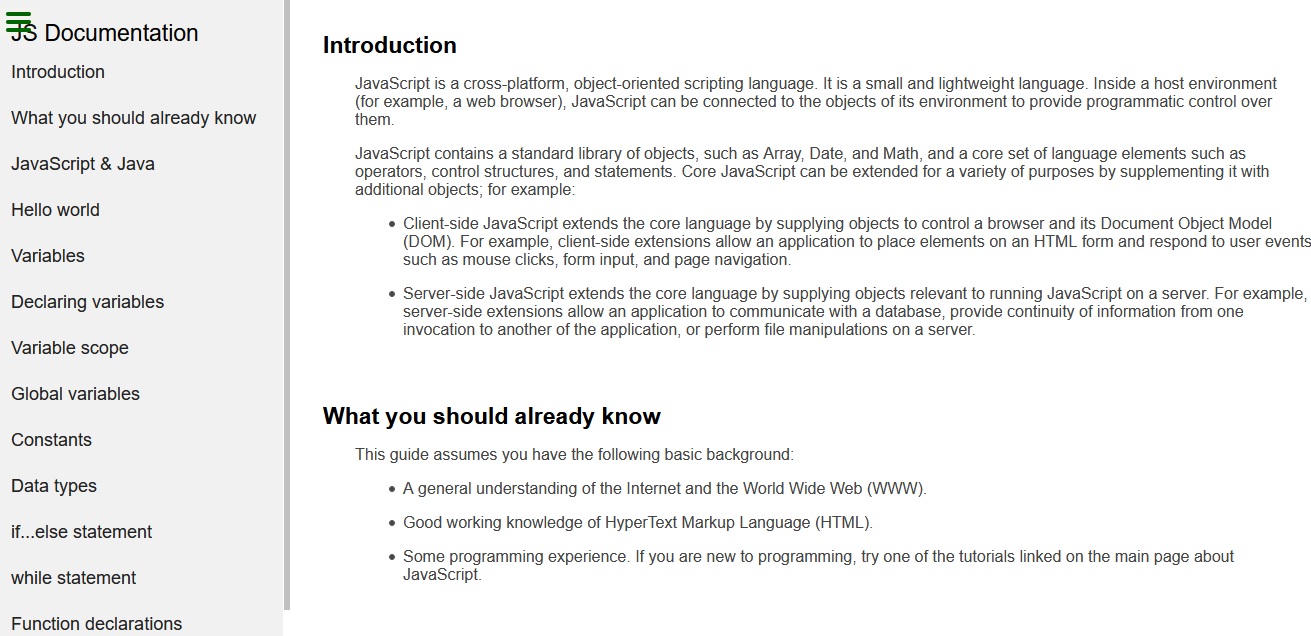 JS Documentation
Introduction
What you should already know
JavaScript & Java
Hello world
Variables
Declaring variables
Variable scope
Global variables
Constants
Data types
if...else statement
while statement
Function declarations
Introduction
JavaScript is a cross-platform, object-oriented scripting language. It is a small and lightweight language. Inside a host environment
(for example, a web browser), JavaScript can be connected to the objects of its environment to provide programmatic control over
them.
JavaScript contains a standard library of objects, such as Array, Date, and Math, and a core set of language elements such as
operators, control structures, and statements. Core JavaScript can be extended for a variety of purposes by supplementing it with
additional objects; for example:
• Client-side JavaScript extends the core language by supplying objects to control a browser and its Document Object Model
(DOM). For example, client-side extensions allow an application to place elements on an HTML form and respond to user events
such as mouse clicks, form input, and page navigation.
• Server-side JavaScript extends the core language by supplying objects relevant to running JavaScript on a server. For example,
server-side extensions allow an application to communicate with a database, provide continuity of information from one
invocation to another of the application, or perform file manipulations on a server.
What you should already know
This guide assumes you have the following basic background:
• A general understanding of the Internet and the World Wide Web (WWW).
• Good working knowledge of HyperText Markup Language (HTML).
• Some programming experience. If you are new to programming, try one of the tutorials linked on the main page about
JavaScript.